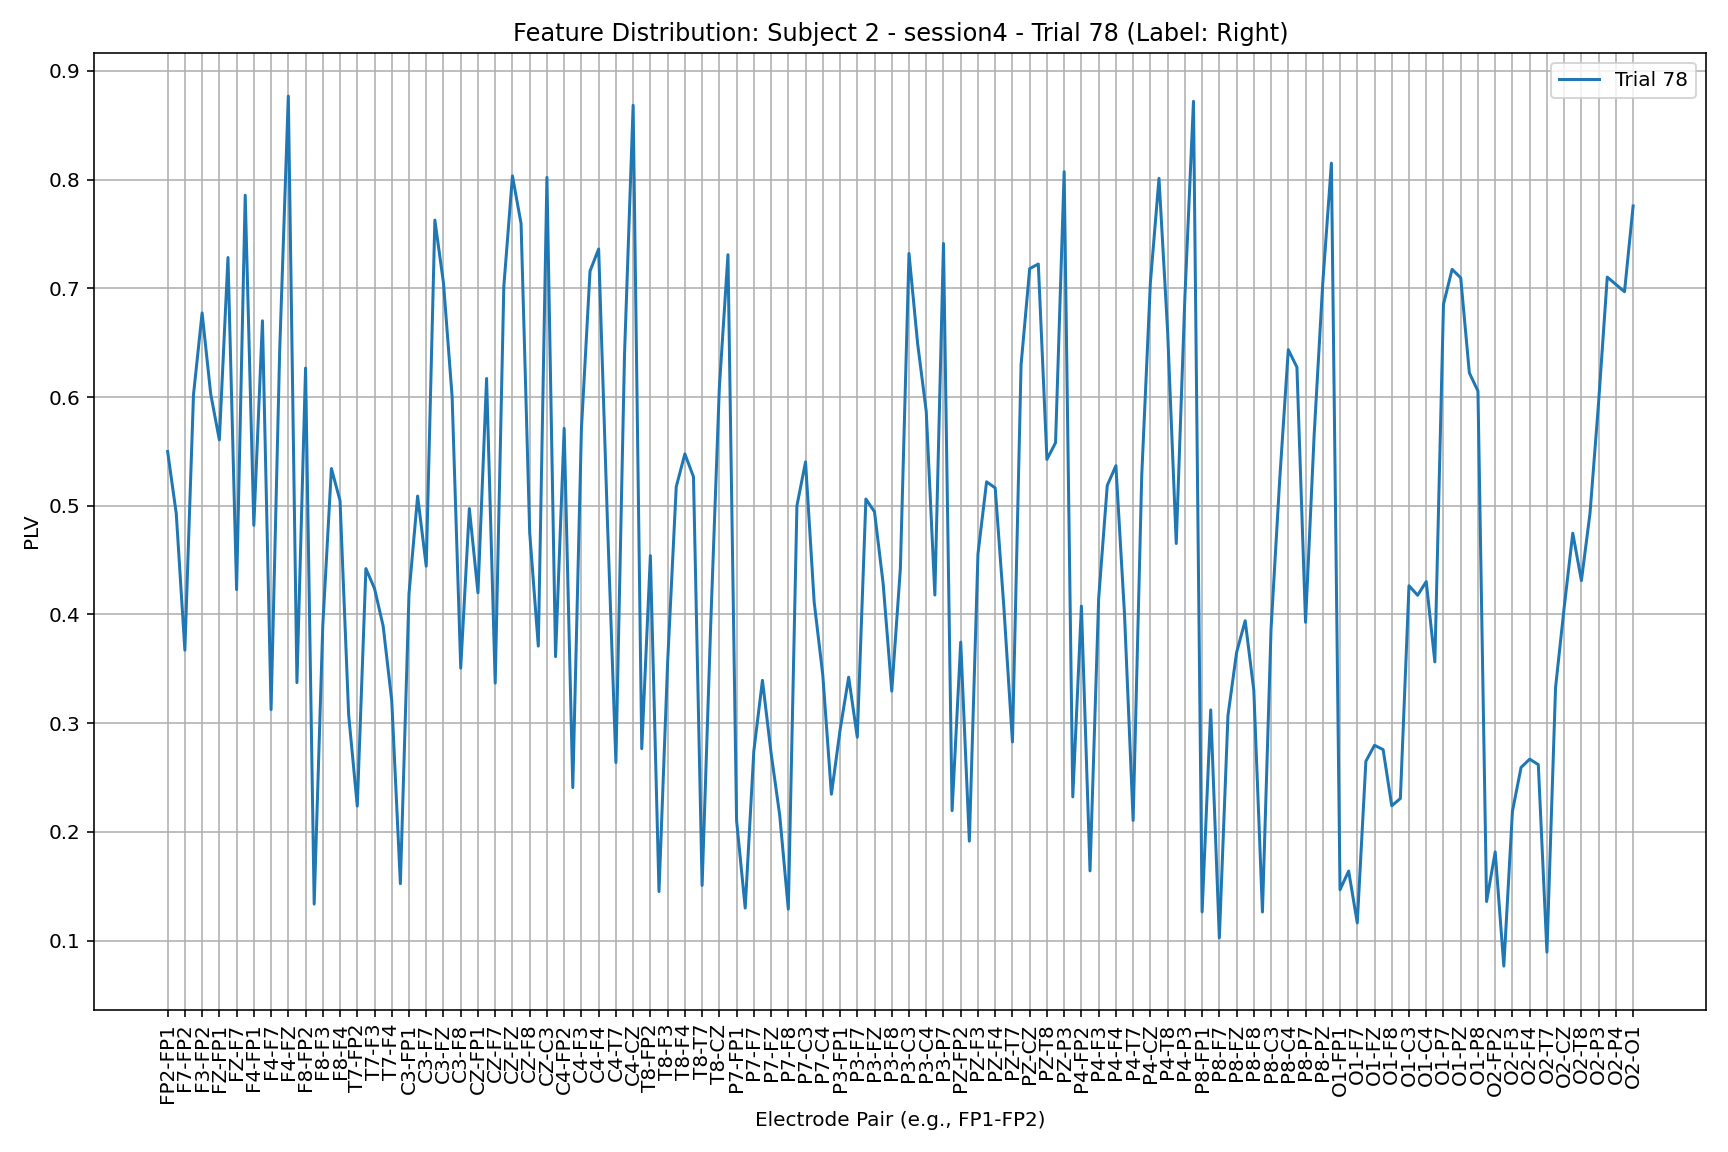 Feature Distribution: Subject 2 - session4 - Trial 78 (Label: Right)
Trial 78
0.9
0.8
0.7
0.6
0.5
0.4
0.3
0.2
0.1
PLV
FP2-FP1
F7-FP2
F3-FP2
FZ-FP1
FZ-F7
F4-FP1
F4-F7
F4-FZ
F8-FP2
F8-F3
F8-F4
T7-FP2
T7-F3
T7-F4
C3-FP1
C3-F7
C3-FZ
C3-F8
CZ-FP1
CZ-F7
CZ-FZ
CZ-F8
CZ-C3
C4-FP2
C4-F3
C4-F4
C4-T7
C4-CZ
T8-FP2
T8-F3
T8-F4
T8-T7
T8-CZ
P7-FP1
P7-F7
P7-FZ
P7-F8
P7-C3
P7-C4
P3-FP1
P3-F7
P3-FZ
P3-F8
P3-C3
P3-C4
P3-P7
PZ-FP2
PZ-F3
PZ-F4
PZ-T7
PZ-CZ
PZ-T8
PZ-P3
P4-FP2
P4-F3
P4-F4
P4-T7
P4-CZ
P4-T8
P4-P3
P8-FP1
P8-F7
P8-FZ
P8-F8
P8-C3
P8-C4
P8-P7
P8-PZ
O1-FP1
O1-F7
O1-FZ
O1-F8
O1-C3
O1-C4
O1-P7
O1-PZ
O1-P8
O2-FP2
O2-F3
O2-F4
O2-T7
O2-CZ
O2-T8
O2-P3
O2-P4
O2-O1
Electrode Pair (e.g., FP1-FP2)